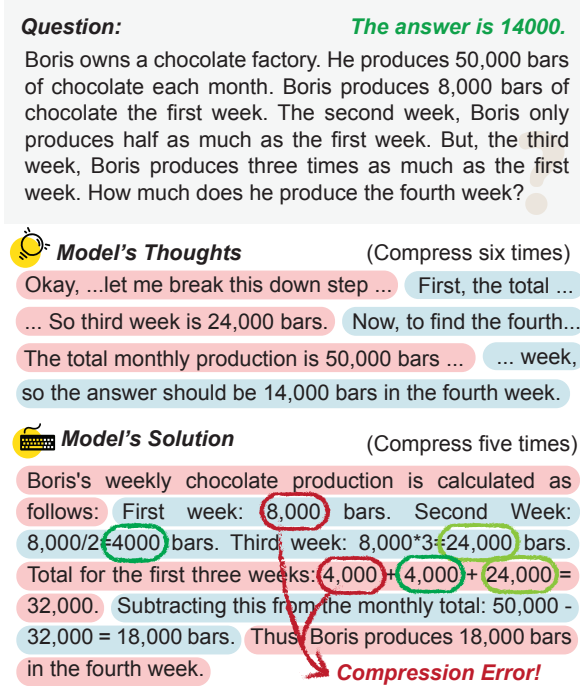 Question: The answer is 14000.
Boris owns a chocolate factory. He produces 50,000 bars
of chocolate each month. Boris produces 8,000 bars of
chocolate the first week. The second week, Boris only
produces half as much as the first week. But, the third
week, Boris produces three times as much as the first
week. How much does he produce the fourth week?
?
Model's Thoughts (Compress six times)
Okay, ...let me break this down step ... First, the total ...
... So third week is 24,000 bars. Now, to find the fourth...
The total monthly production is 50,000 bars ... ... week,
so the answer should be 14,000 bars in the fourth week.
Model's Solution (Compress five times)
Boris's weekly chocolate production is calculated as
follows: First week: 8,000 bars. Second Week:
8,000/2=4000 bars. Third week: 8,000*3=24,000 bars.
Total for the first three weeks: 4,000 + 4,000 + 24,000 =
32,000. Subtracting this from the monthly total: 50,000 -
32,000 = 18,000 bars. Thus, Boris produces 18,000 bars
in the fourth week. Compression Error!